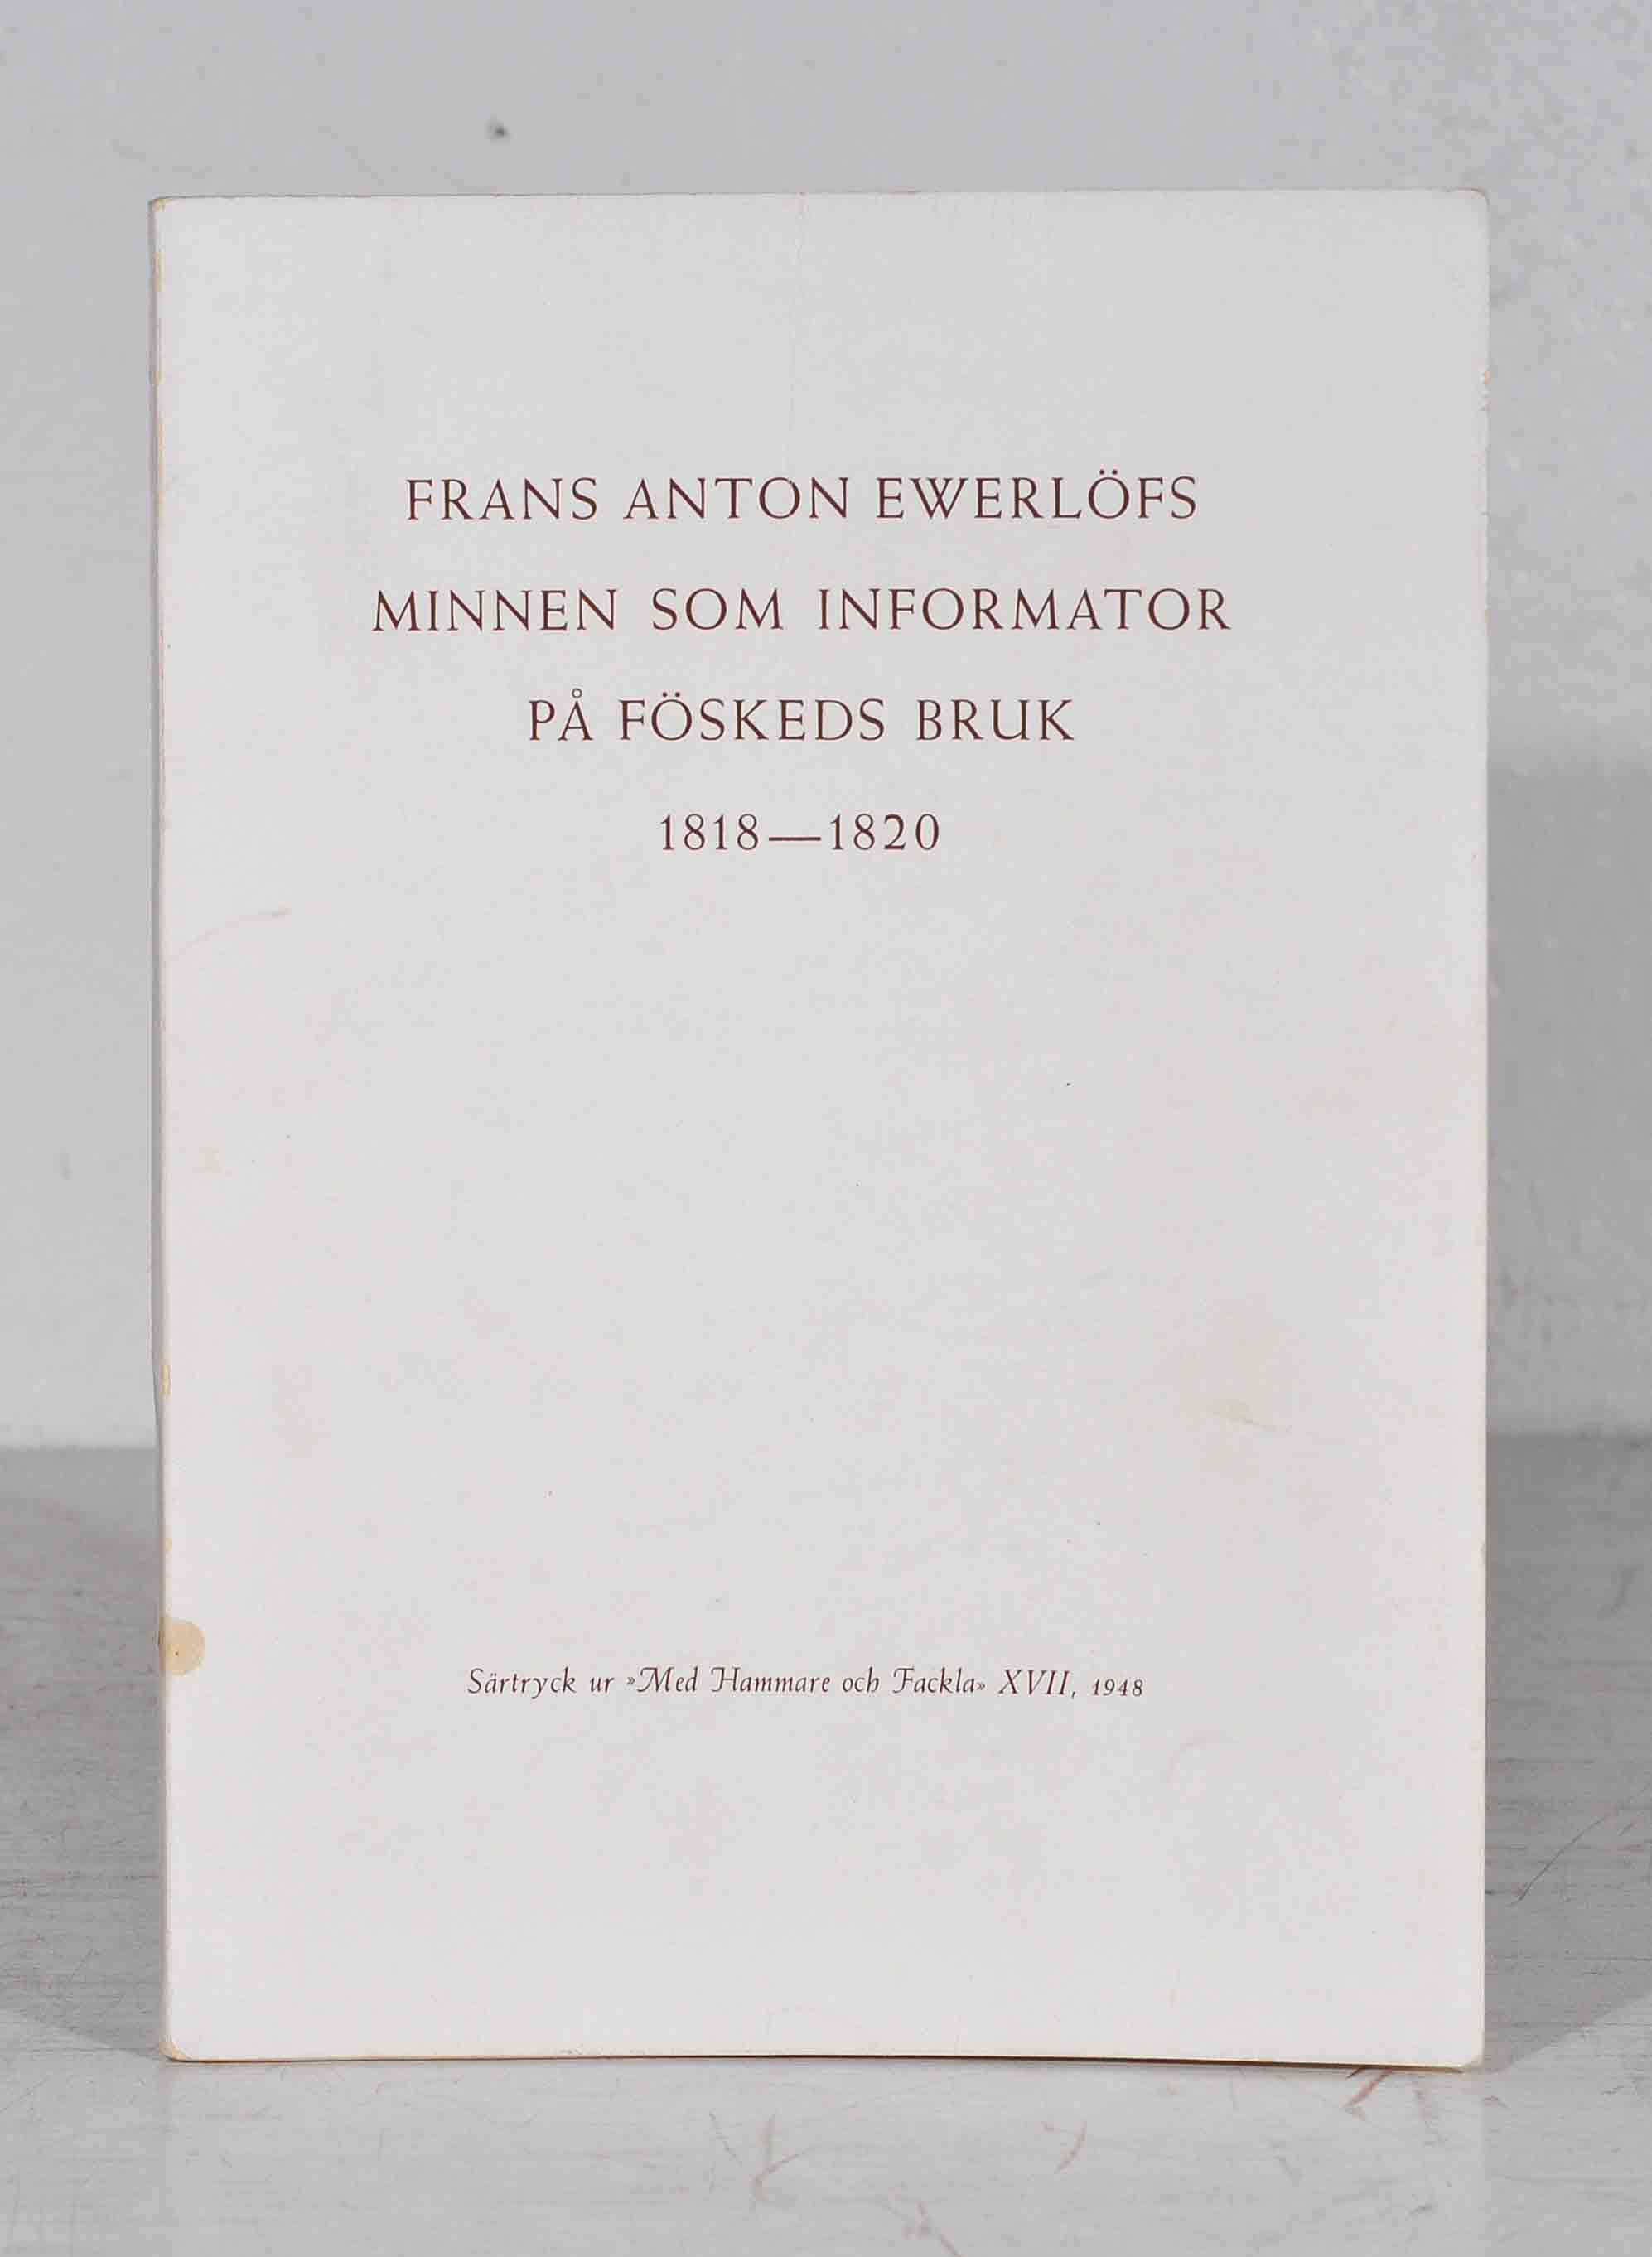 FRANS ANTON EWERLÖFS
MINNEN SOM INFORMATOR
PÅ FÖSKEDS BRUK
1818—1820
Särtryck ur »Med Hammare och Fackla» XVII, 1948